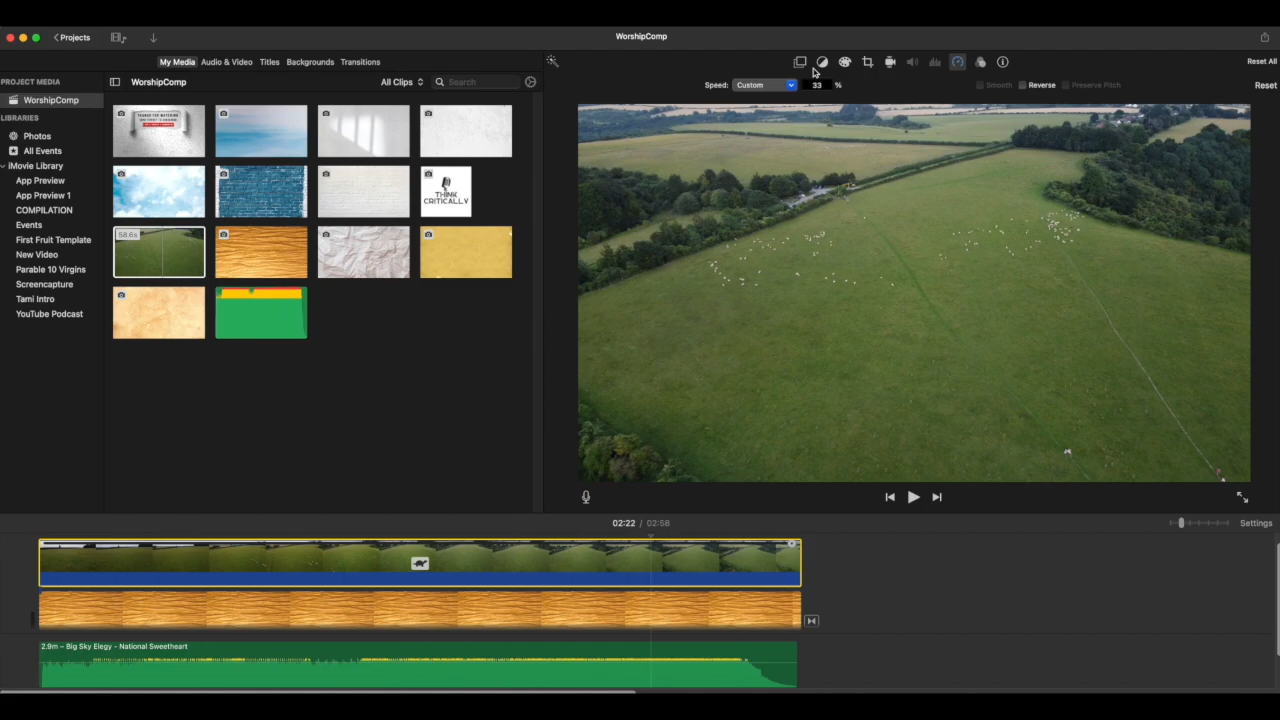 Projects
WorshipComp
My Media Audio & Video Titles Backgrounds Transitions
Reset All
PROJECT MEDIA
WorshipComp
All Clips
Search
Speed: Custom 33 %
Smooth Reverse Preserve Pitch
Reset
WorshipComp
LIBRARIES
Photos
All Events
iMovie Library
App Preview
App Preview 1
COMPILATION
Events
First Fruit Template
New Video
Parable 10 Virgins
Screencapture
Tami Intro
YouTube Podcast
THANKS FOR WATCHING
THINK
CRITICALLY
58.6s
02:22 / 02:58
Settings
2.9m – Big Sky Elegy - National Sweetheart